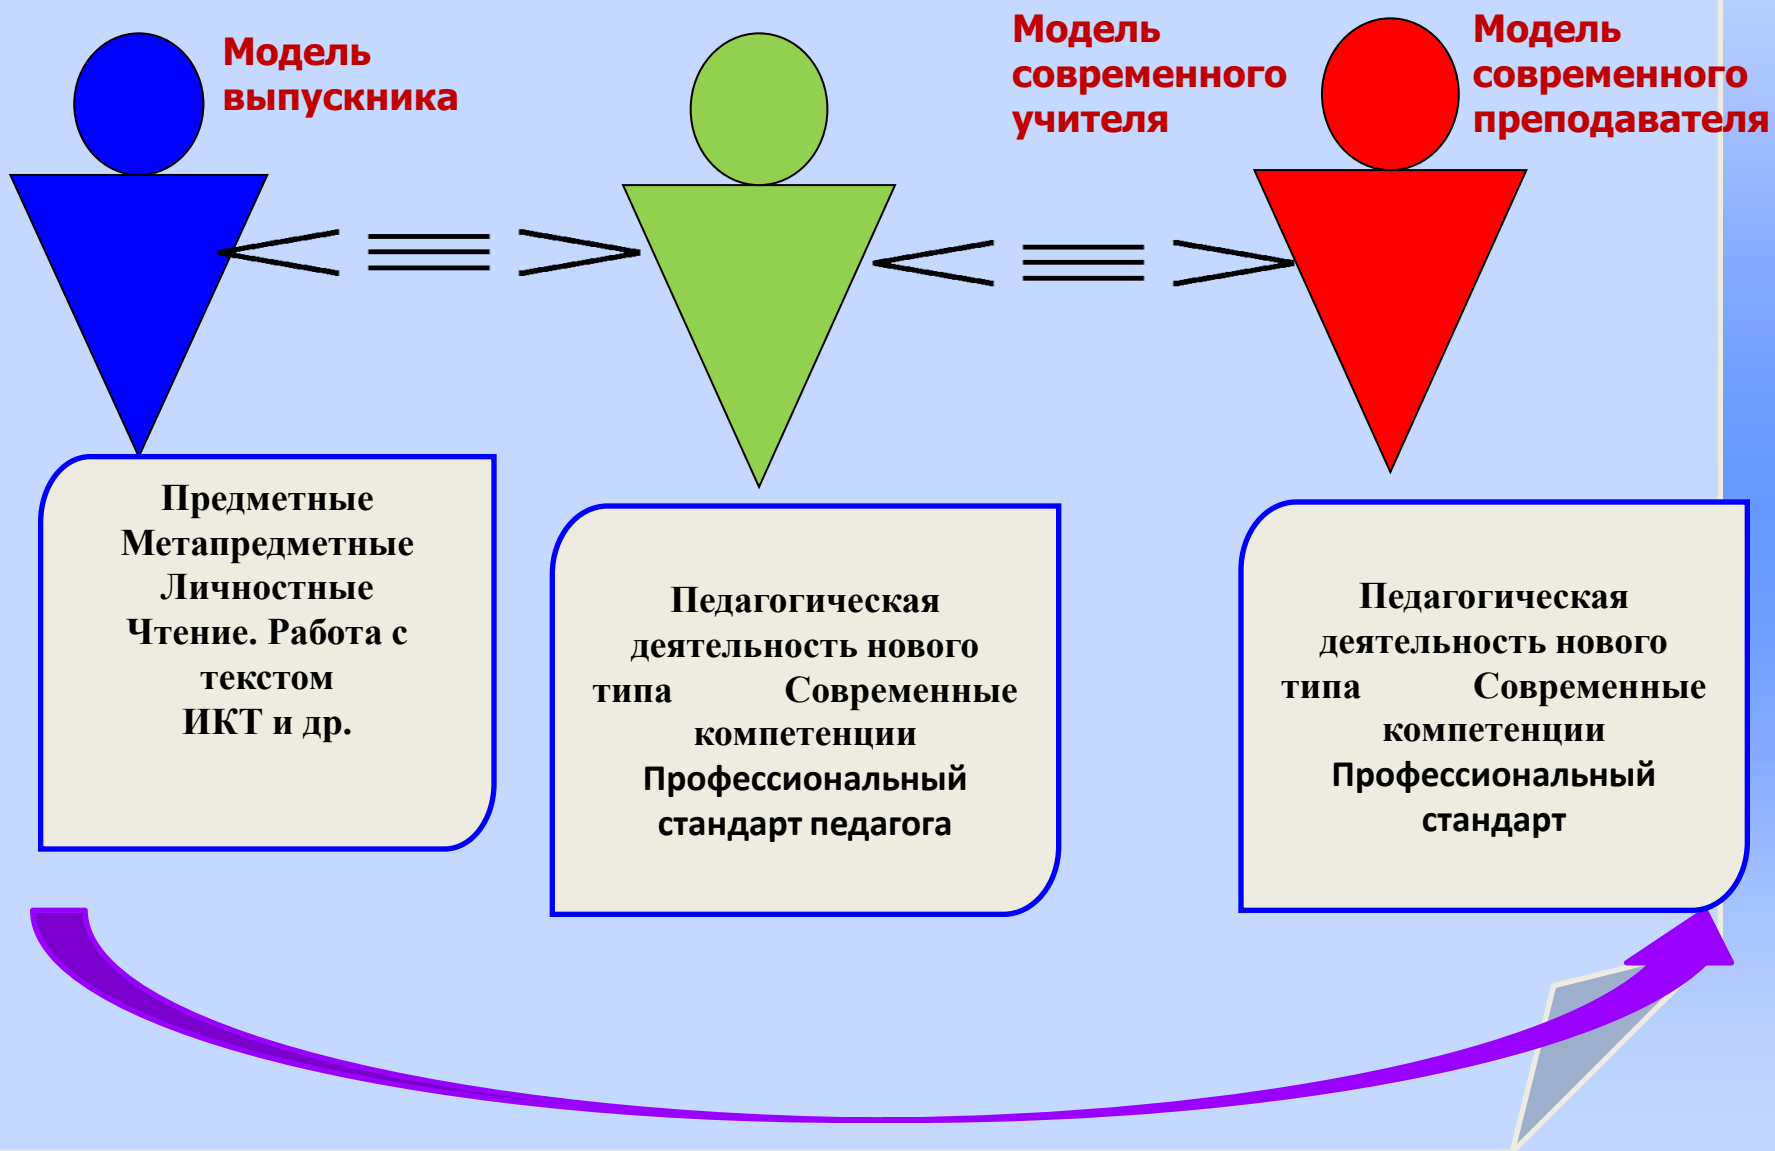 Модель
выпускника
Модель
современного
учителя
Модель
современного
преподавателя
Предметные
Метапредметные
Личностные
Чтение. Работа с
текстом
ИКТ и др.
Педагогическая
деятельность нового
типа Современные
компетенции
Профессиональный
стандарт педагога
Педагогическая
деятельность нового
типа Современные
компетенции
Профессиональный
стандарт